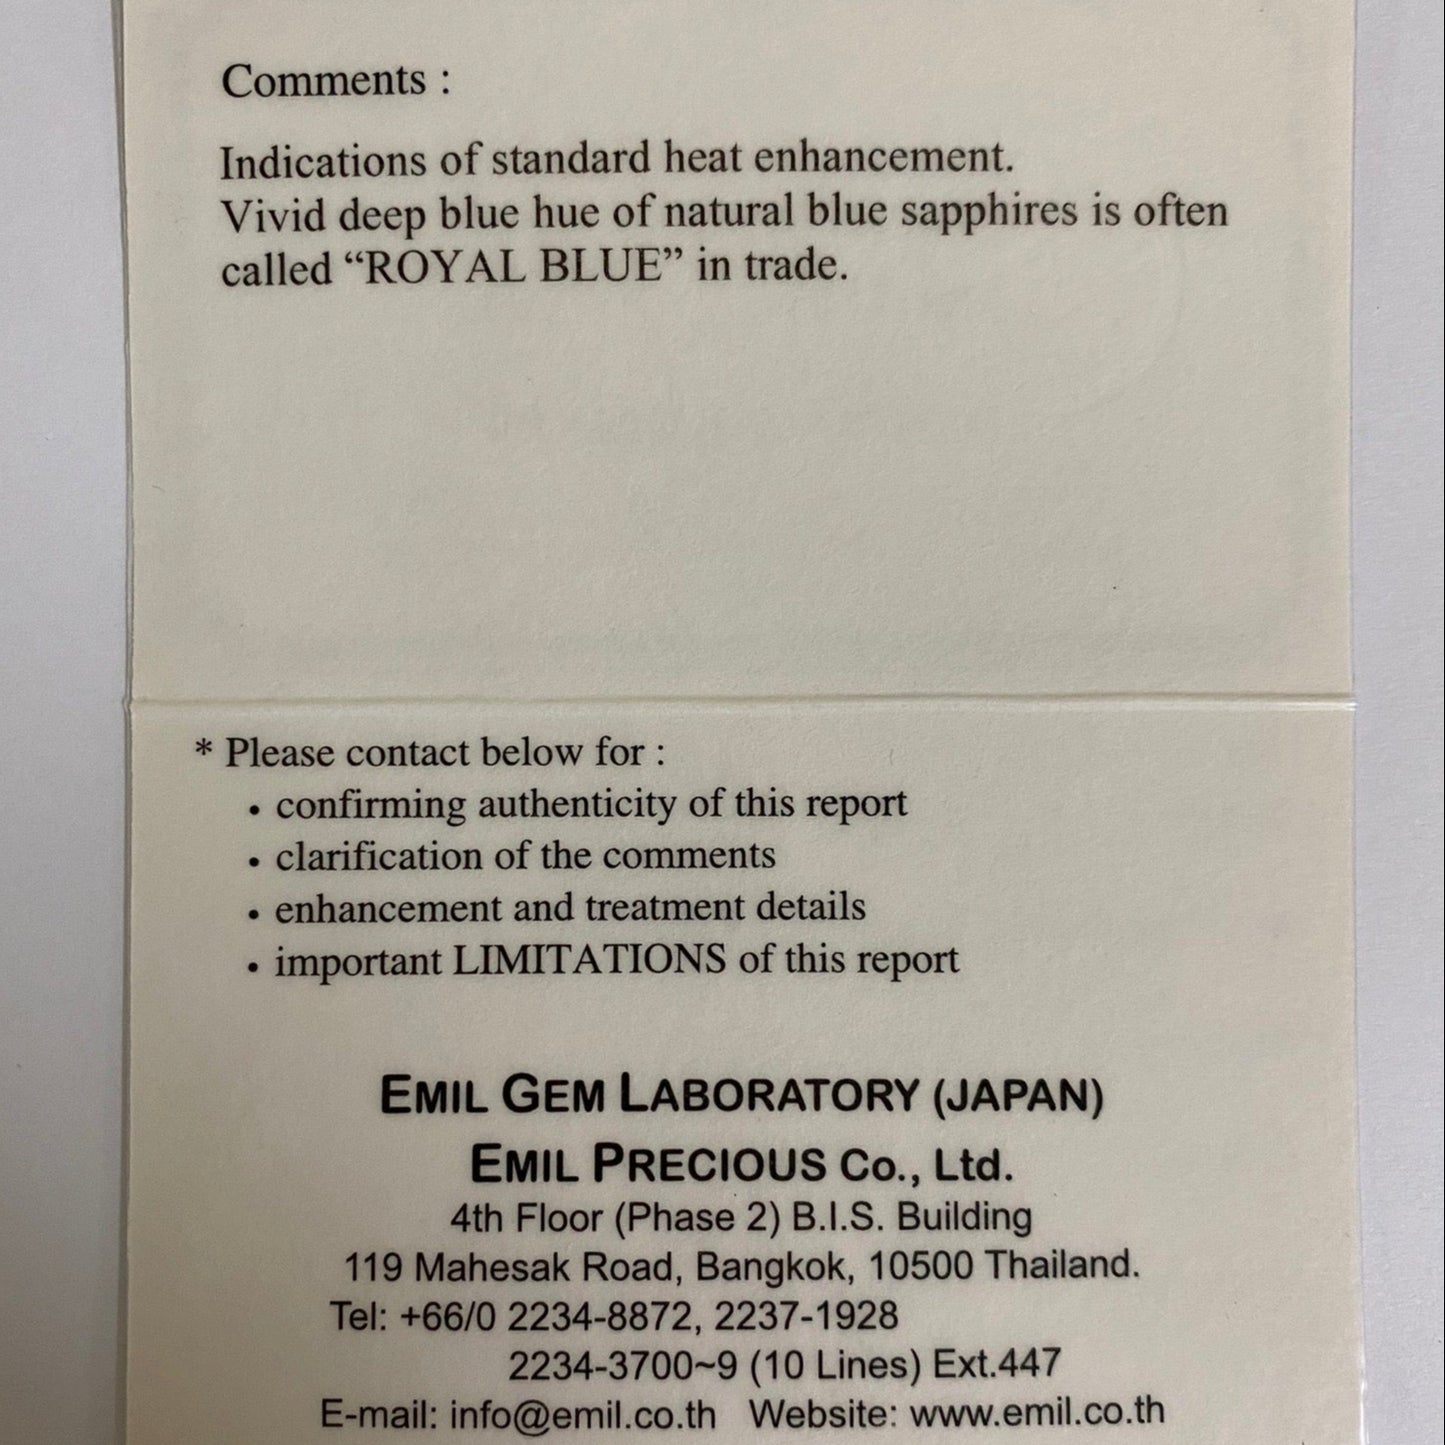 Comments :
Indications of standard heat enhancement.
Vivid deep blue hue of natural blue sapphires is often
called “ROYAL BLUE” in trade.
* Please contact below for :
• confirming authenticity of this report
• clarification of the comments
• enhancement and treatment details
• important LIMITATIONS of this report
EMIL GEM LABORATORY (JAPAN)
EMIL PRECIOUS Co., Ltd.
4th Floor (Phase 2) B.I.S. Building
119 Mahesak Road, Bangkok, 10500 Thailand.
Tel: +66/0 2234-8872, 2237-1928
2234-3700~9 (10 Lines) Ext.447
E-mail: info@emil.co.th Website: www.emil.co.th